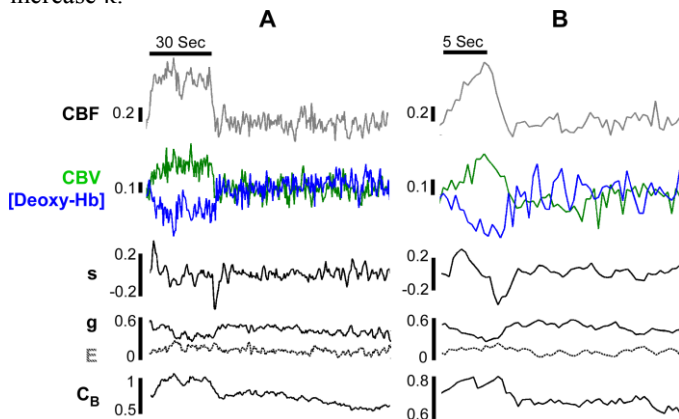 increase κ.
A B
30 Sec 5 Sec
CBF 0.2 0.2
CBV 0.1 0.1
[Deoxy-Hb]
s 0.2 -0.2 0.2 -0.2
g 0.6 0.6
E 0 0
C_B 1 0.5 0.8 0.6